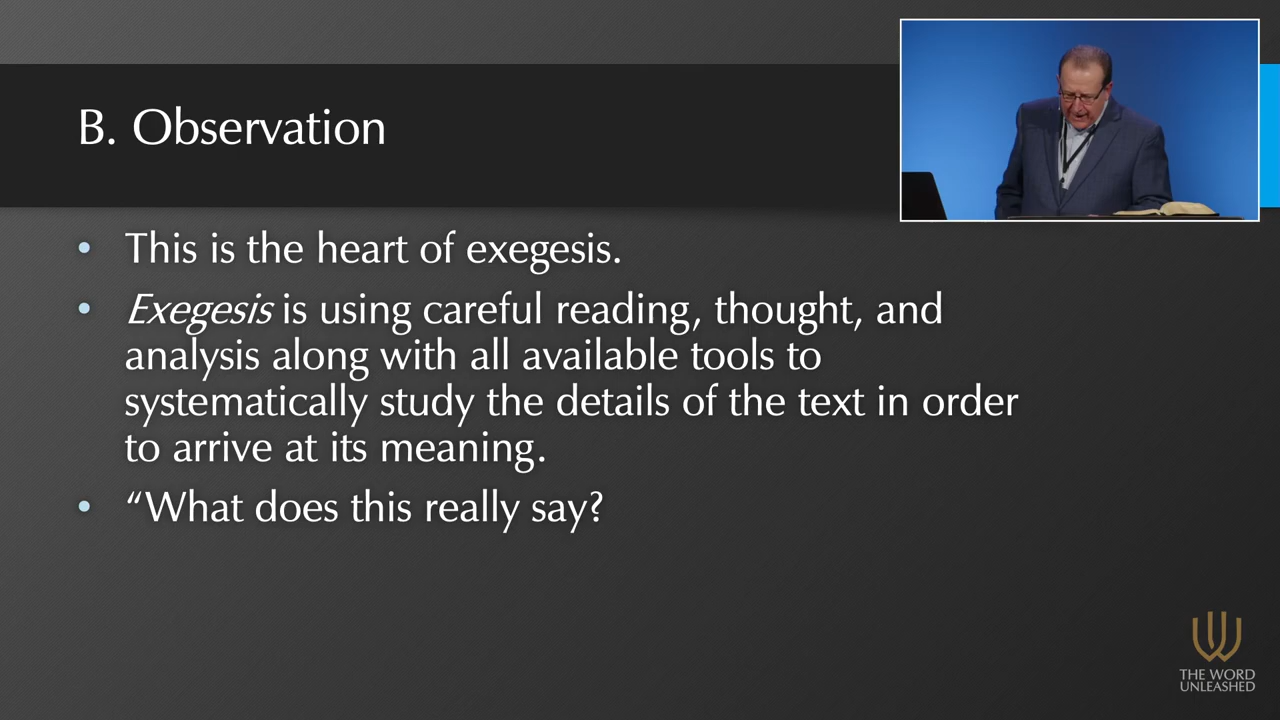 B. Observation
• This is the heart of exegesis.
• Exegesis is using careful reading, thought, and
analysis along with all available tools to
systematically study the details of the text in order
to arrive at its meaning.
• “What does this really say?
THE WORD
UNLEASHED